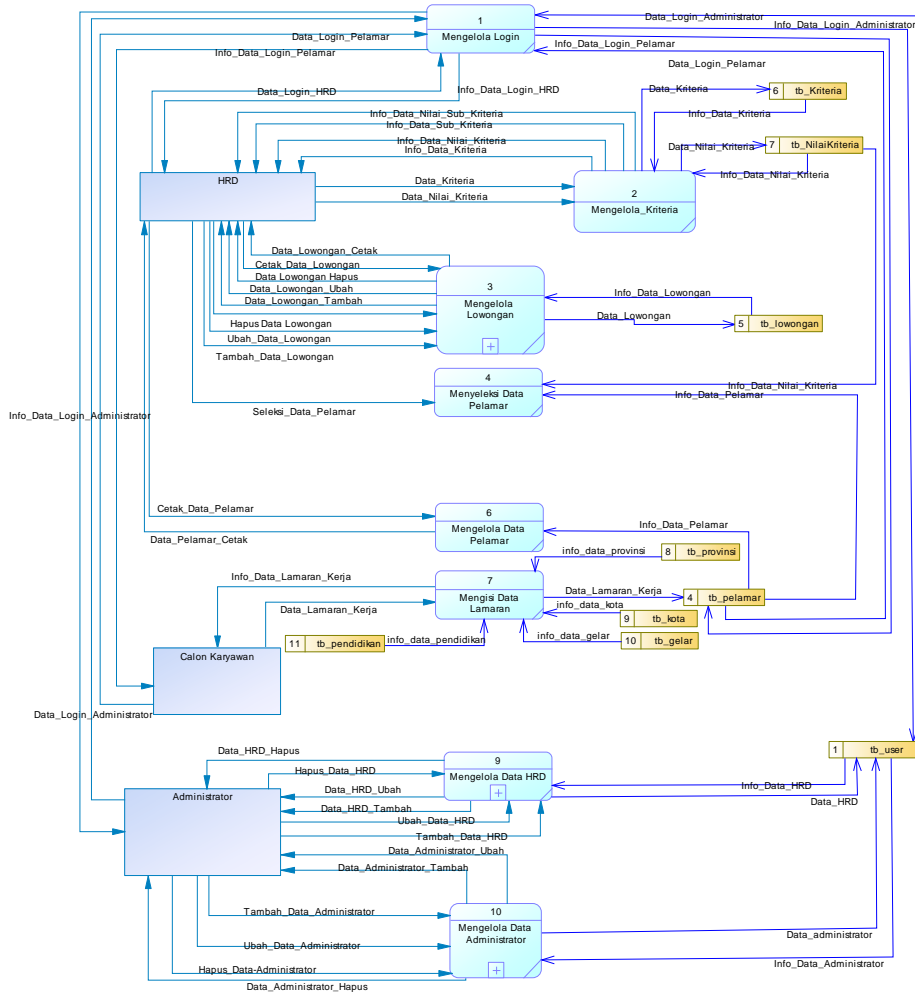 1
Mengelola Login
Data_Login_Administrator
Info_Data_Login_Administrator
Data_Login_Pelamar
Info_Data_Login_Pelamar
Info_Data_Login_Pelamar
Data_Login_Pelamar
Data_Login_HRD
Info_Data_Login_HRD
Data_Kriteria
6 tb_Kriteria
Info_Data_Kriteria
Info_Data_Nilai_Sub_Kriteria
Info_Data_Sub_Kriteria
Info_Data_Nilai_Kriteria
Info_Data_Kriteria
7 tb_NilaiKriteria
Data_Nilai_Kriteria
Info_Data_Nilai_Kriteria
HRD
Data_Kriteria
Data_Nilai_Kriteria
2
Mengelola_Kriteria
Data_Lowongan_Cetak
Cetak_Data_Lowongan
Data Lowongan Hapus
Data_Lowongan_Ubah
Data_Lowongan_Tambah
Hapus Data Lowongan
Ubah_Data_Lowongan
Tambah_Data_Lowongan
3
Mengelola
Lowongan
Info_Data_Lowongan
Data_Lowongan
5 tb_lowongan
4
Menyeleksi Data
Pelamar
Info_Data_Nilai_Kriteria
Info_Data_Pelamar
Seleksi_Data_Pelamar
Info_Data_Login_Administrator
Cetak_Data_Pelamar
Data_Pelamar_Cetak
6
Mengelola Data
Pelamar
Info_Data_Pelamar
info_data_provinsi
8 tb_provinsi
Info_Data_Lamaran_Kerja
Data_Lamaran_Kerja
7
Mengisi Data
Lamaran
Data_Lamaran_Kerja
4 tb_pelamar
info_data_kota
9 tb_kota
info_data_gelar
10 tb_gelar
11 tb_pendidikan
info_data_pendidikan
Calon Karyawan
Data_Login_Administrator
1 tb_user
Data_HRD_Hapus
Hapus_Data_HRD
Data_HRD_Ubah
Data_HRD_Tambah
Ubah_Data_HRD
Tambah_Data_HRD
9
Mengelola Data HRD
Info_Data_HRD
Data_HRD
Administrator
Data_Administrator_Ubah
Data_Administrator_Tambah
Tambah_Data_Administrator
Ubah_Data_Administrator
Hapus_Data-Administrator
Data_Administrator_Hapus
10
Mengelola Data
Administrator
Data_administrator
Info_Data_Administrator